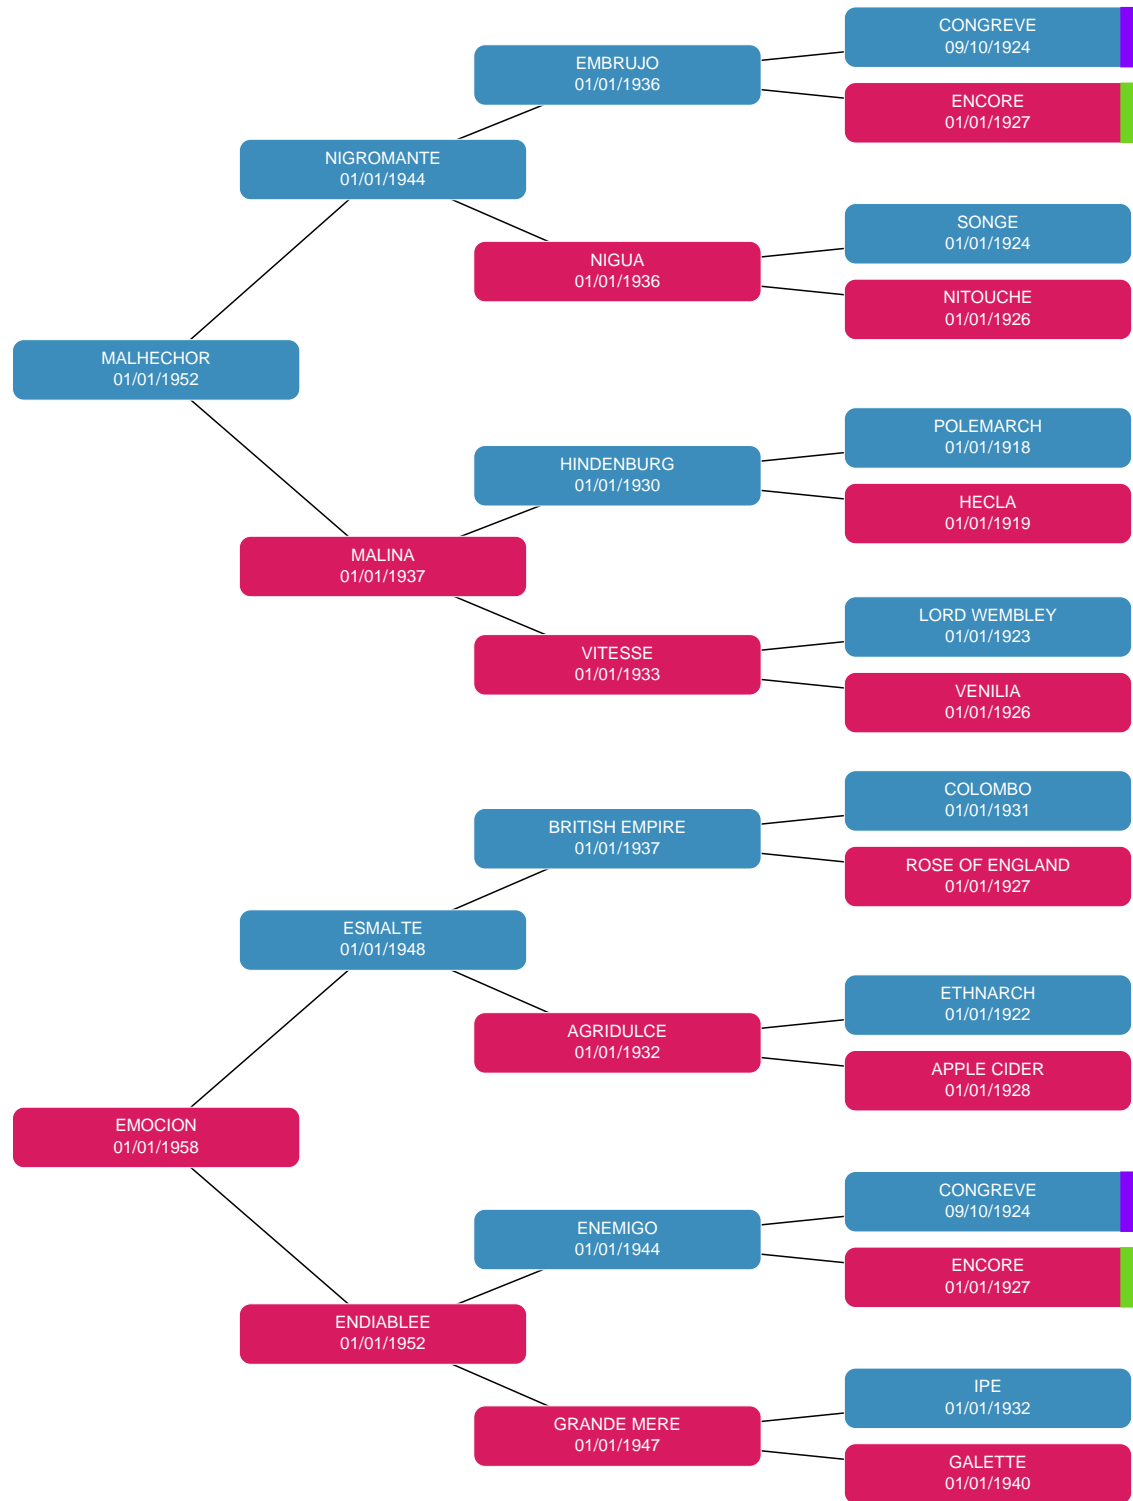 CONGREVE
09/10/1924
EMBRUJO
01/01/1936
ENCORE
01/01/1927
NIGROMANTE
01/01/1944
SONGE
01/01/1924
NIGUA
01/01/1936
NITOUCHE
01/01/1926
MALHECHOR
01/01/1952
POLEMARCH
01/01/1918
HINDENBURG
01/01/1930
HECLA
01/01/1919
MALINA
01/01/1937
LORD WEMBLEY
01/01/1923
VITESSE
01/01/1933
VENILIA
01/01/1926
COLOMBO
01/01/1931
BRITISH EMPIRE
01/01/1937
ROSE OF ENGLAND
01/01/1927
ESMALTE
01/01/1948
ETHNARCH
01/01/1922
AGRIDULCE
01/01/1932
APPLE CIDER
01/01/1928
EMOCION
01/01/1958
CONGREVE
09/10/1924
ENEMIGO
01/01/1944
ENCORE
01/01/1927
ENDIABLEE
01/01/1952
IPE
01/01/1932
GRANDE MERE
01/01/1947
GALETTE
01/01/1940